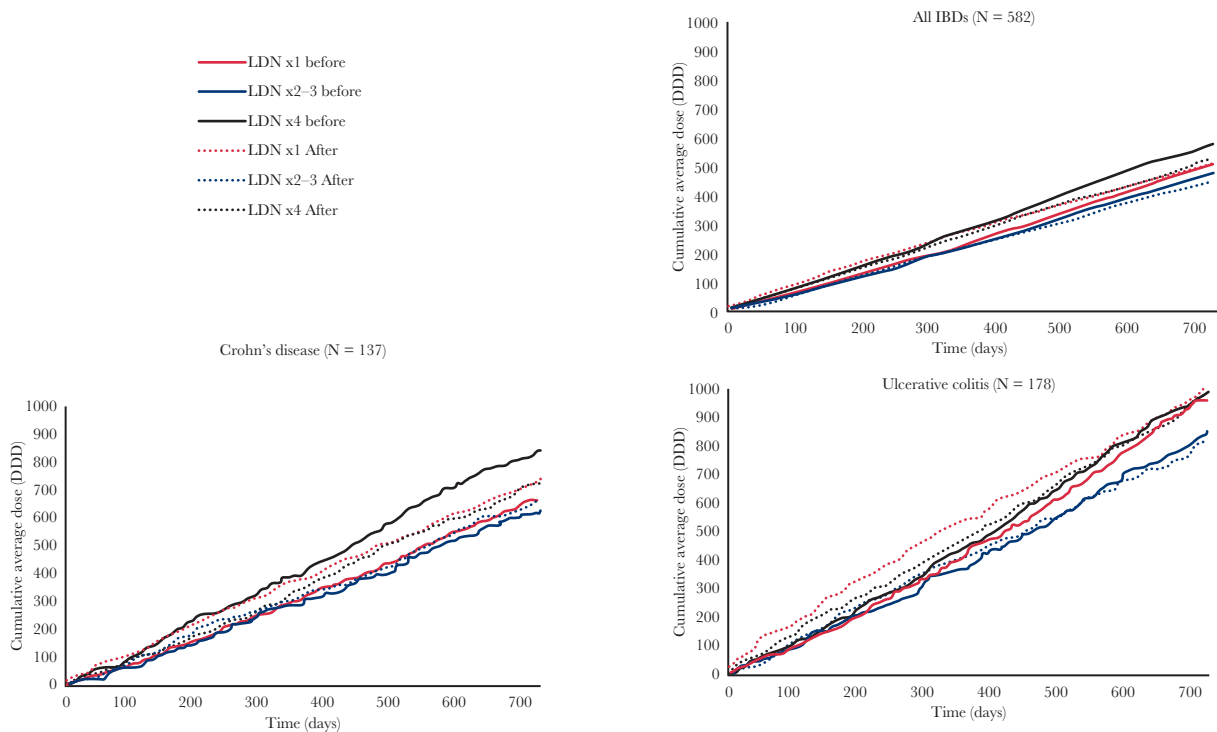 LDN x1 before
LDN x2–3 before
LDN x4 before
LDN x1 After
LDN x2–3 After
LDN x4 After
All IBDs (N = 582)
Cumulative average dose (DDD)
1000
900
800
700
600
500
400
300
200
100
0
0 100 200 300 400 500 600 700
Time (days)
Crohn's disease (N = 137)
Cumulative average dose (DDD)
1000
900
800
700
600
500
400
300
200
100
0
0 100 200 300 400 500 600 700
Time (days)
Ulcerative colitis (N = 178)
Cumulative average dose (DDD)
1000
900
800
700
600
500
400
300
200
100
0
0 100 200 300 400 500 600 700
Time (days)